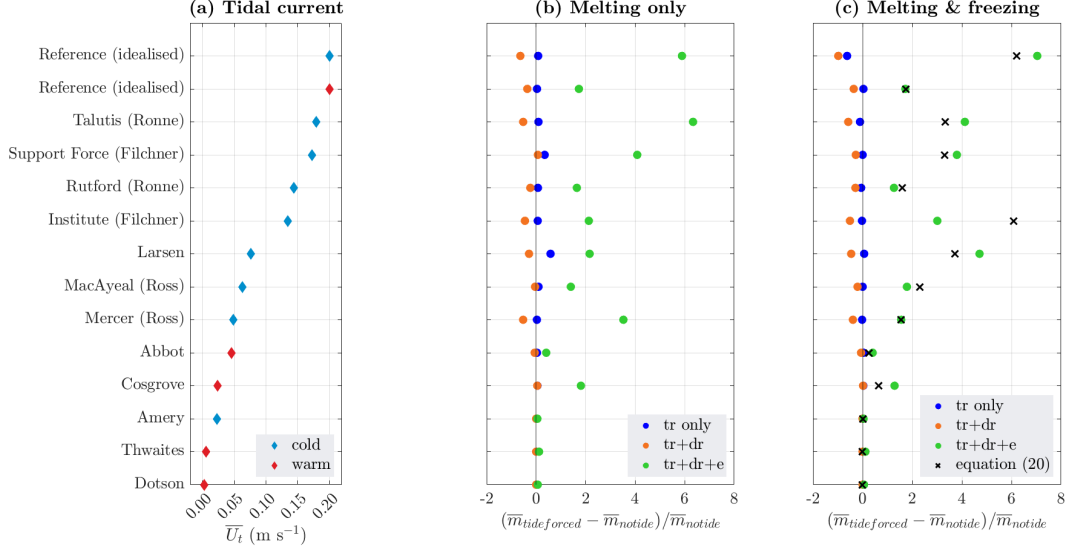 (a) Tidal current
(b) Melting only
(c) Melting & freezing
Reference (idealised)
Reference (idealised)
Talutis (Ronne)
Support Force (Filchner)
Rutford (Ronne)
Institute (Filchner)
Larsen
MacAyeal (Ross)
Mercer (Ross)
Abbot
Cosgrove
Amery
Thwaites
Dotson
cold
warm
0.00 0.05 0.10 0.15 0.20
$\overline{U_t}$ (m s⁻¹)
tr only
tr+dr
tr+dr+e
-2 0 2 4 6 8
$(\overline{m}_{tideforced} - \overline{m}_{notide})/\overline{m}_{notide}$
tr only
tr+dr
tr+dr+e
equation (20)
-2 0 2 4 6 8
$(\overline{m}_{tideforced} - \overline{m}_{notide})/\overline{m}_{notide}$